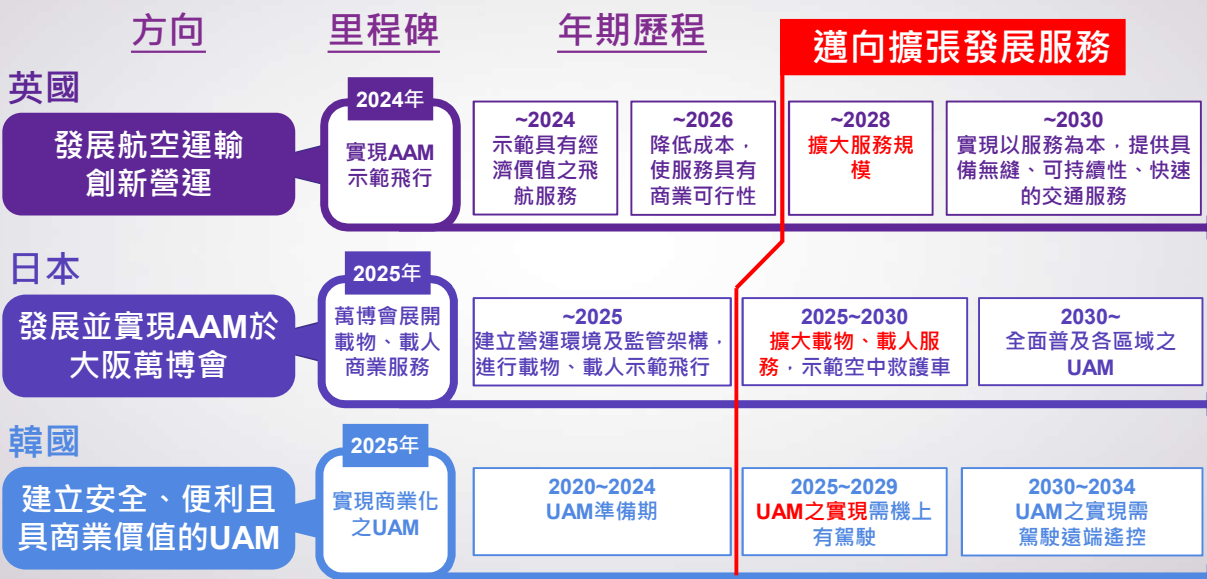 方向
里程碑
年期歷程
邁向擴張發展服務
英國
發展航空運輸
創新營運
2024年
實現AAM
示範飛行
~2024
示範具有經
濟價值之飛
航服務
~2026
降低成本，
使服務具有
商業可行性
~2028
擴大服務規
模
~2030
實現以服務為本，提供具
備無縫、可持續性、快速
的交通服務
日本
發展並實現AAM於
大阪萬博會
2025年
萬博會展開
載物、載人
商業服務
~2025
建立營運環境及監管架構，
進行載物、載人示範飛行
2025~2030
擴大載物、載人服
務，示範空中救護車
2030~
全面普及各區域之
UAM
韓國
建立安全、便利且
具商業價值的UAM
2025年
實現商業化
之UAM
2020~2024
UAM準備期
2025~2029
UAM之實現需機上
有駕駛
2030~2034
UAM之實現需
駕駛遠端遙控